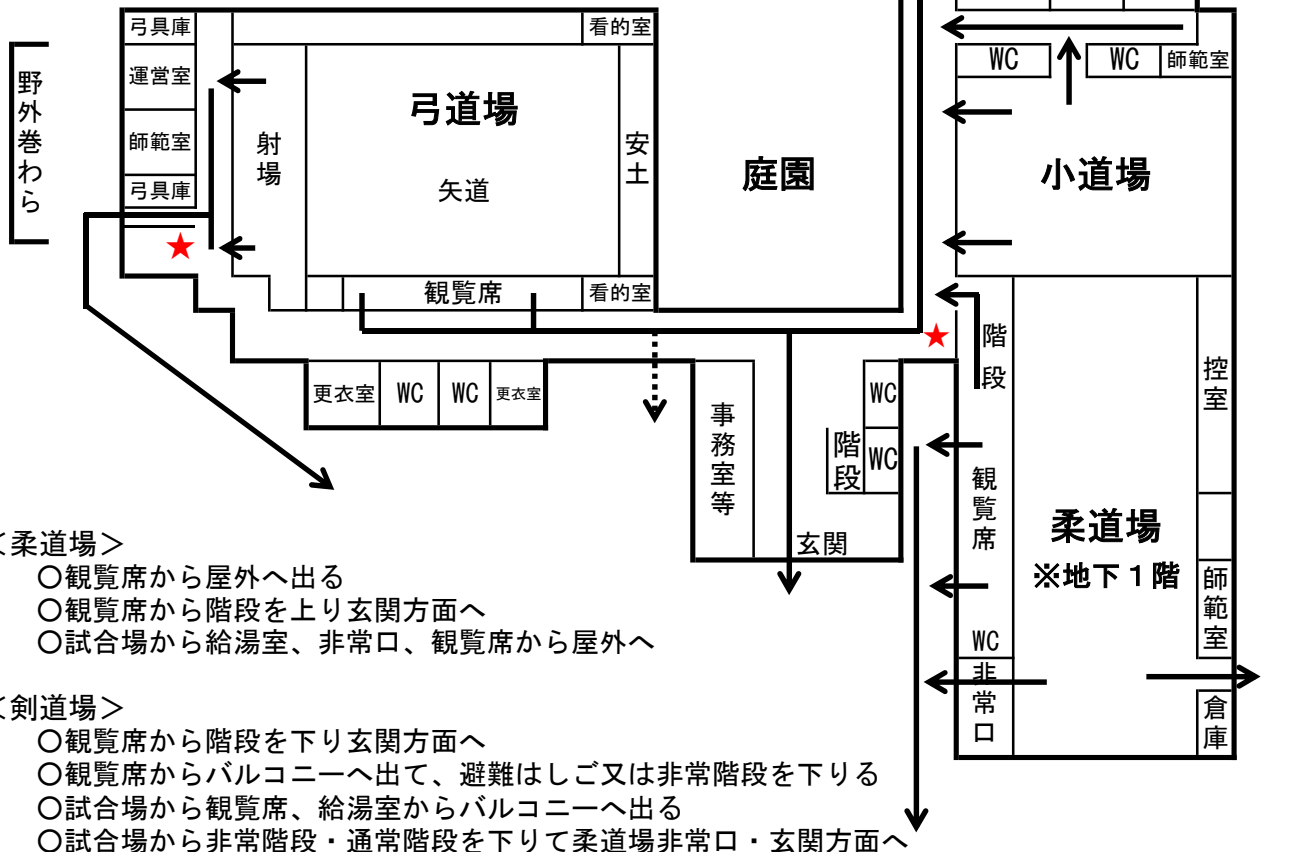 弓具庫
看的室
運営室
弓道場
WC
WC
師範室
野外巻わら
師範室
射場
安土
庭園
小道場
矢道
弓具庫
★
観覧席
看的室
★
階段
更衣室
WC
WC
更衣室
事務室等
WC
階段
WC
控室
観覧席
柔道場
※地下１階
師範室
玄関
WC
非常口
倉庫
＜柔道場＞
○観覧席から屋外へ出る
○観覧席から階段を上り玄関方面へ
○試合場から給湯室、非常口、観覧席から屋外へ
＜剣道場＞
○観覧席から階段を下り玄関方面へ
○観覧席からバルコニーへ出て、避難はしご又は非常階段を下りる
○試合場から観覧席、給湯室からバルコニーへ出る
○試合場から非常階段・通常階段を下りて柔道場非常口・玄関方面へ